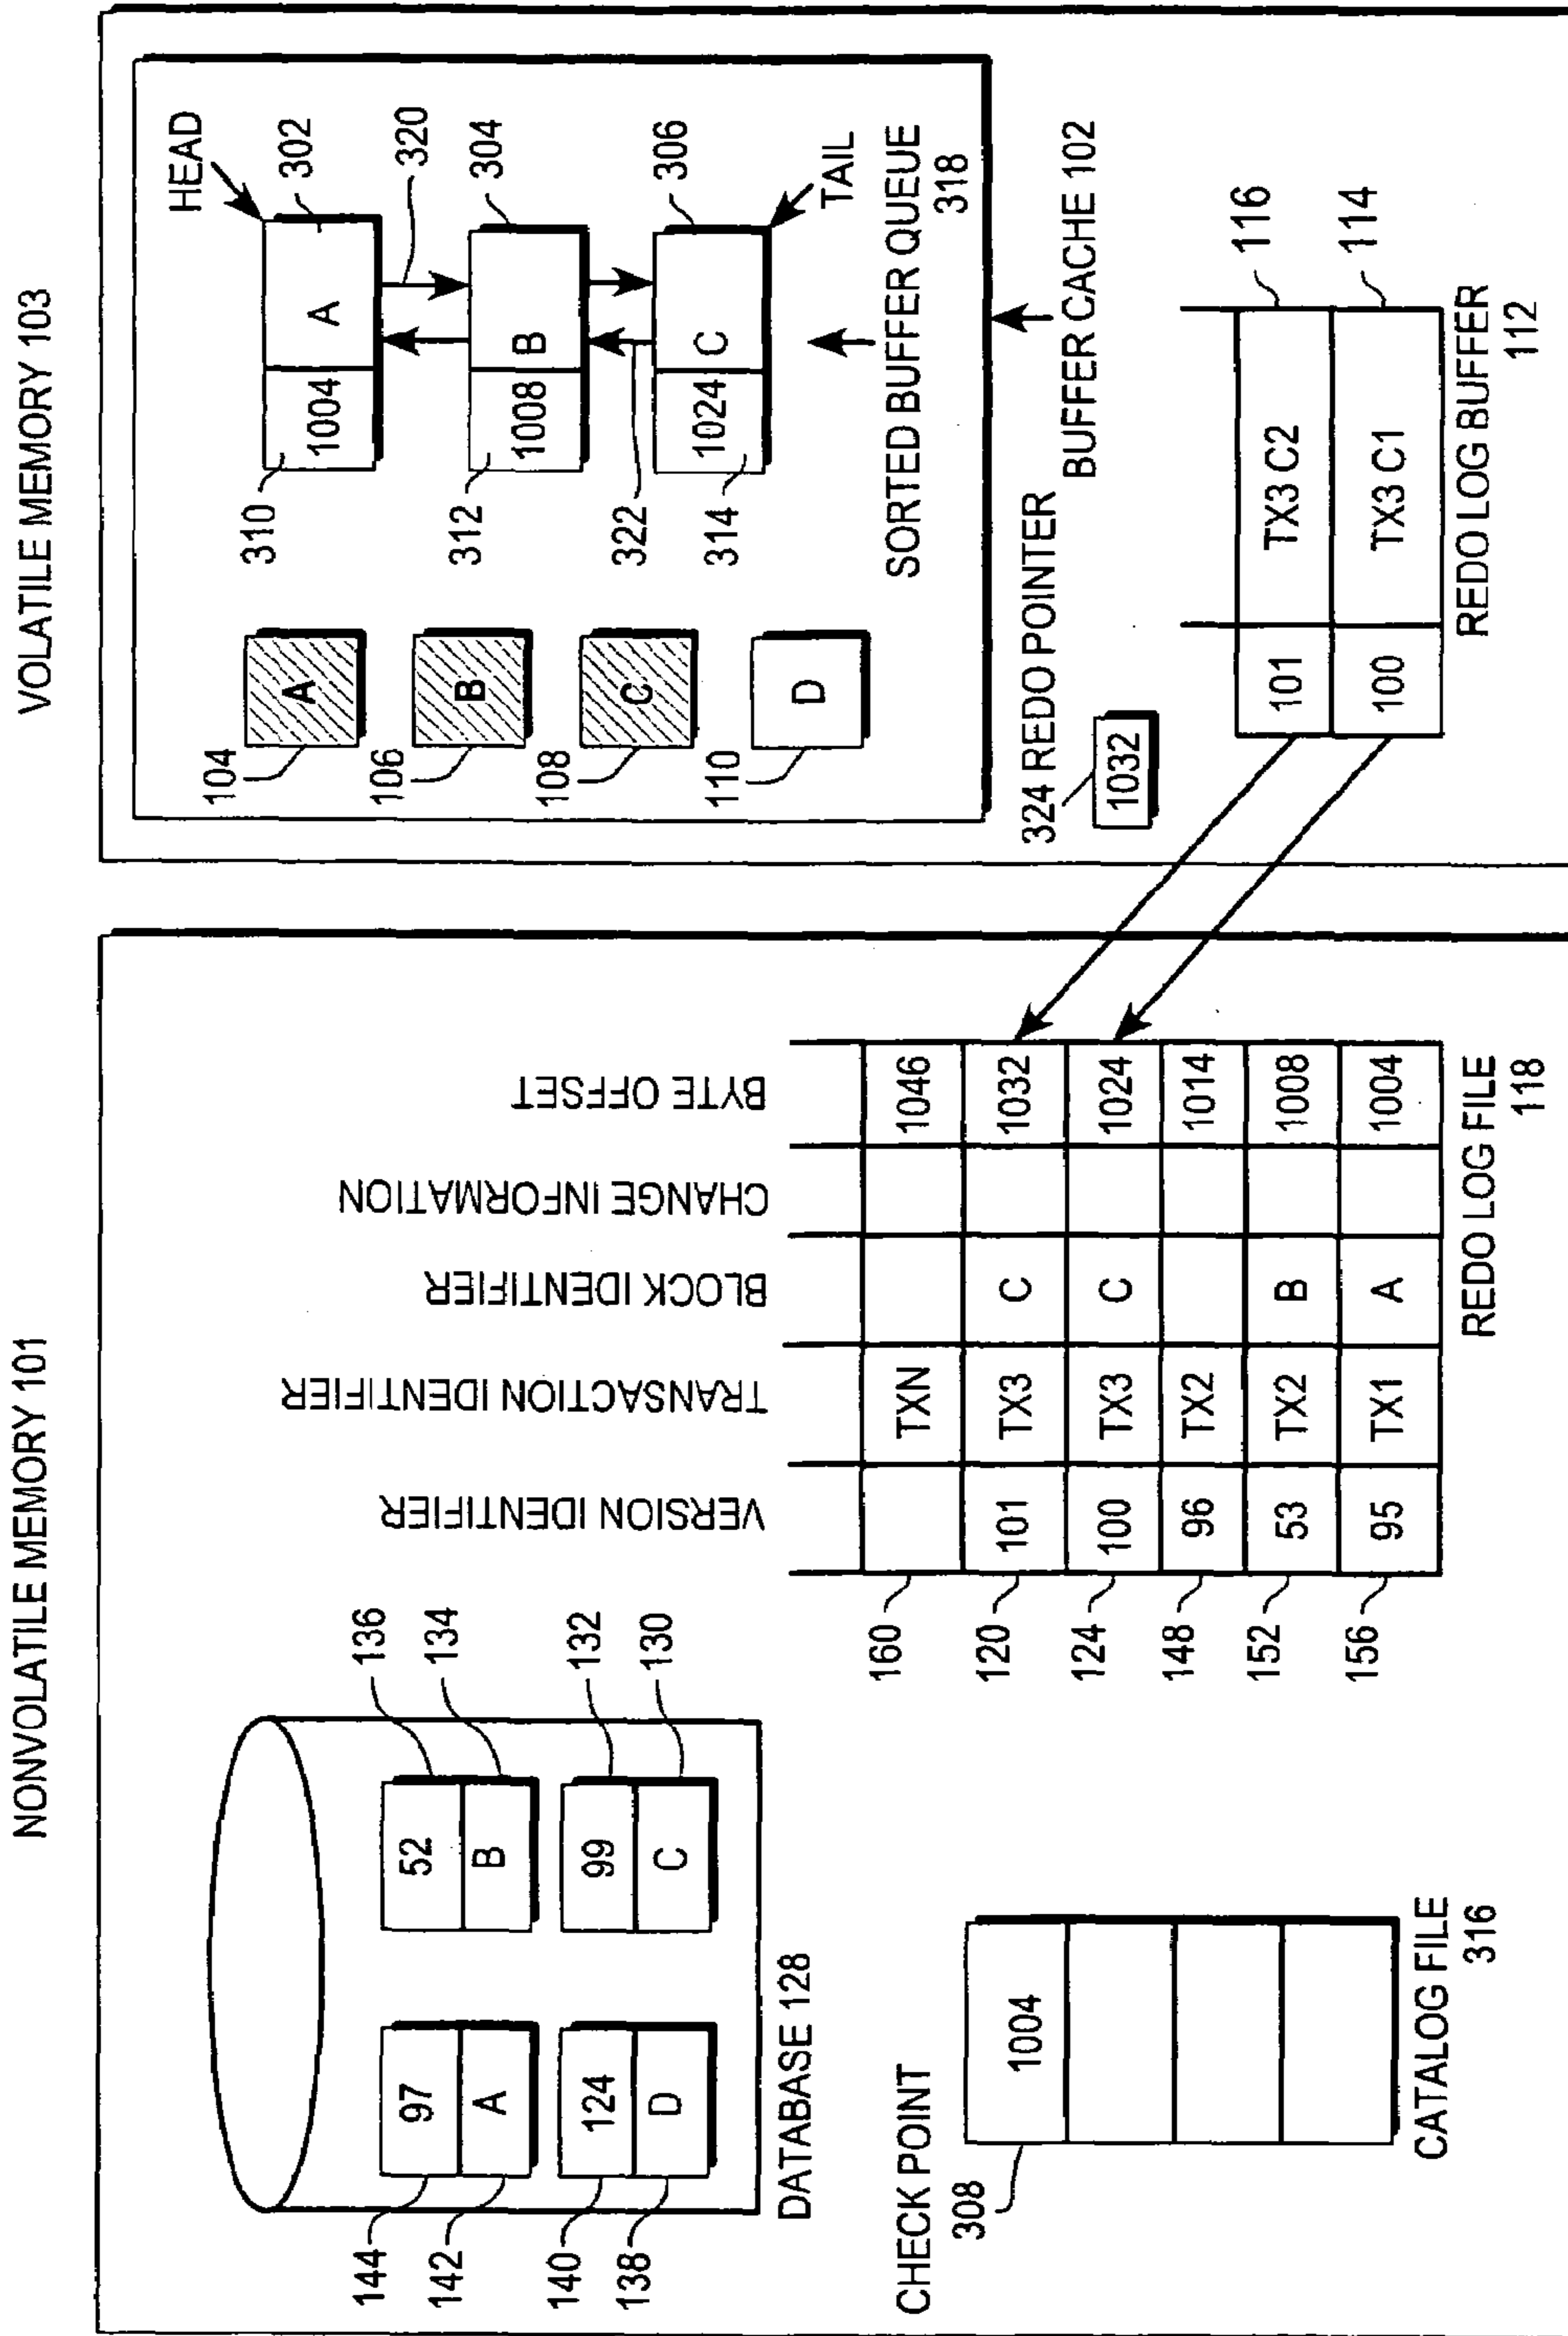 NONVOLATILE MEMORY 101
144
97
142
A
140
124
138
D
52
136
B
134
99
132
C
130
DATABASE 128
CHECK POINT
308
1004
CATALOG FILE
316
VERSION IDENTIFIER
TRANSACTION IDENTIFIER
BLOCK IDENTIFIER
CHANGE INFORMATION
BYTE OFFSET
160 TXN 1046
120 101 TX3 C 1032
124 100 TX3 C 1024
148 96 TX2 1014
152 53 TX2 B 1008
156 95 TX1 A 1004
REDO LOG FILE
118
VOLATILE MEMORY 103
104
A
106
B
108
C
110
D
HEAD
310
1004 A
302
320
312
1008 B
304
322
314
1024 C
306
TAIL
SORTED BUFFER QUEUE
318
BUFFER CACHE 102
324 REDO POINTER
1032
101 TX3 C2 116
100 TX3 C1 114
REDO LOG BUFFER
112